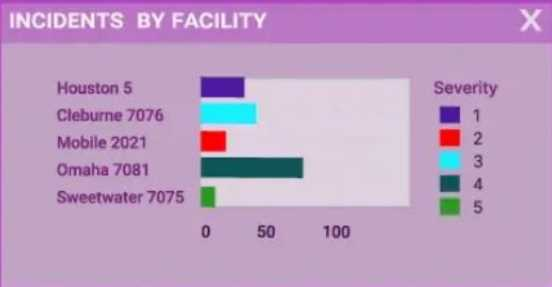 INCIDENTS BY FACILITY X
Houston 5
Cleburne 7076
Mobile 2021
Omaha 7081
Sweetwater 7075
0 50 100
Severity
1
2
3
4
5